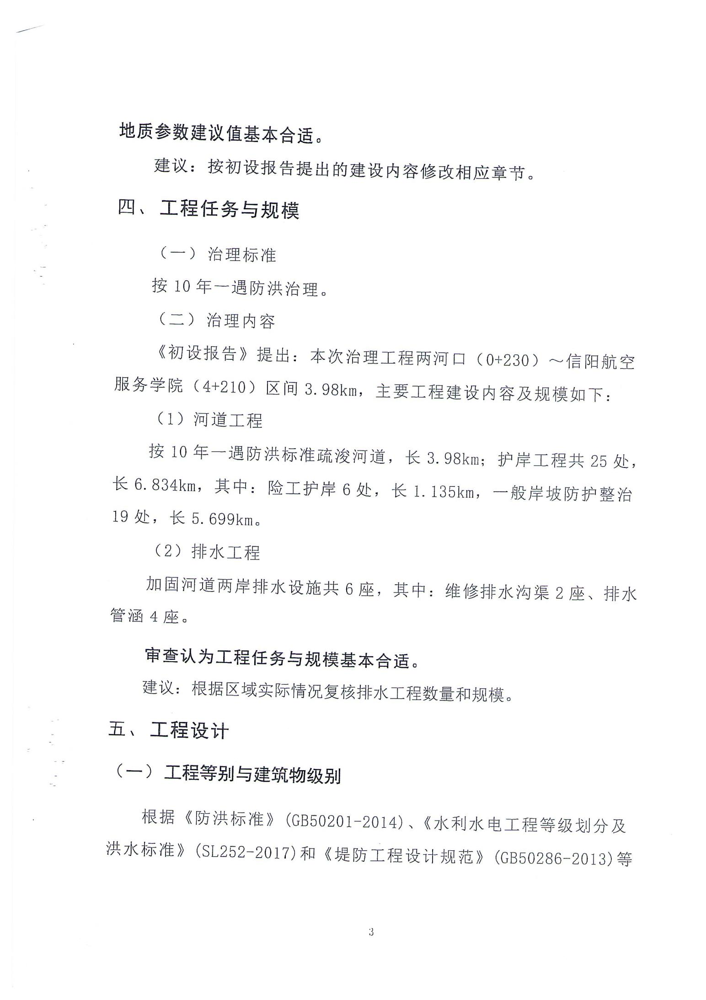 地质参数建议值基本合适。
建议：按初设报告提出的建设内容修改相应章节。
四、工程任务与规模
（一）治理标准
按 10 年一遇防洪治理。
（二）治理内容
《初设报告》提出：本次治理工程两河口（0+230）～信阳航空
服务学院（4+210）区间 3.98km，主要工程建设内容及规模如下：
（1）河道工程
按 10 年一遇防洪标准疏浚河道，长 3.98km；护岸工程共 25 处，
长 6.834km，其中：险工护岸 6 处，长 1.135km，一般岸坡防护整治
19 处，长 5.699km。
（2）排水工程
加固河道两岸排水设施共 6 座，其中：维修排水沟渠 2 座、排水
管涵 4 座。
审查认为工程任务与规模基本合适。
建议：根据区域实际情况复核排水工程数量和规模。
五、工程设计
（一）工程等别与建筑物级别
根据《防洪标准》(GB50201-2014)、《水利水电工程等级划分及
洪水标准》(SL252-2017)和《堤防工程设计规范》(GB50286-2013)等
3